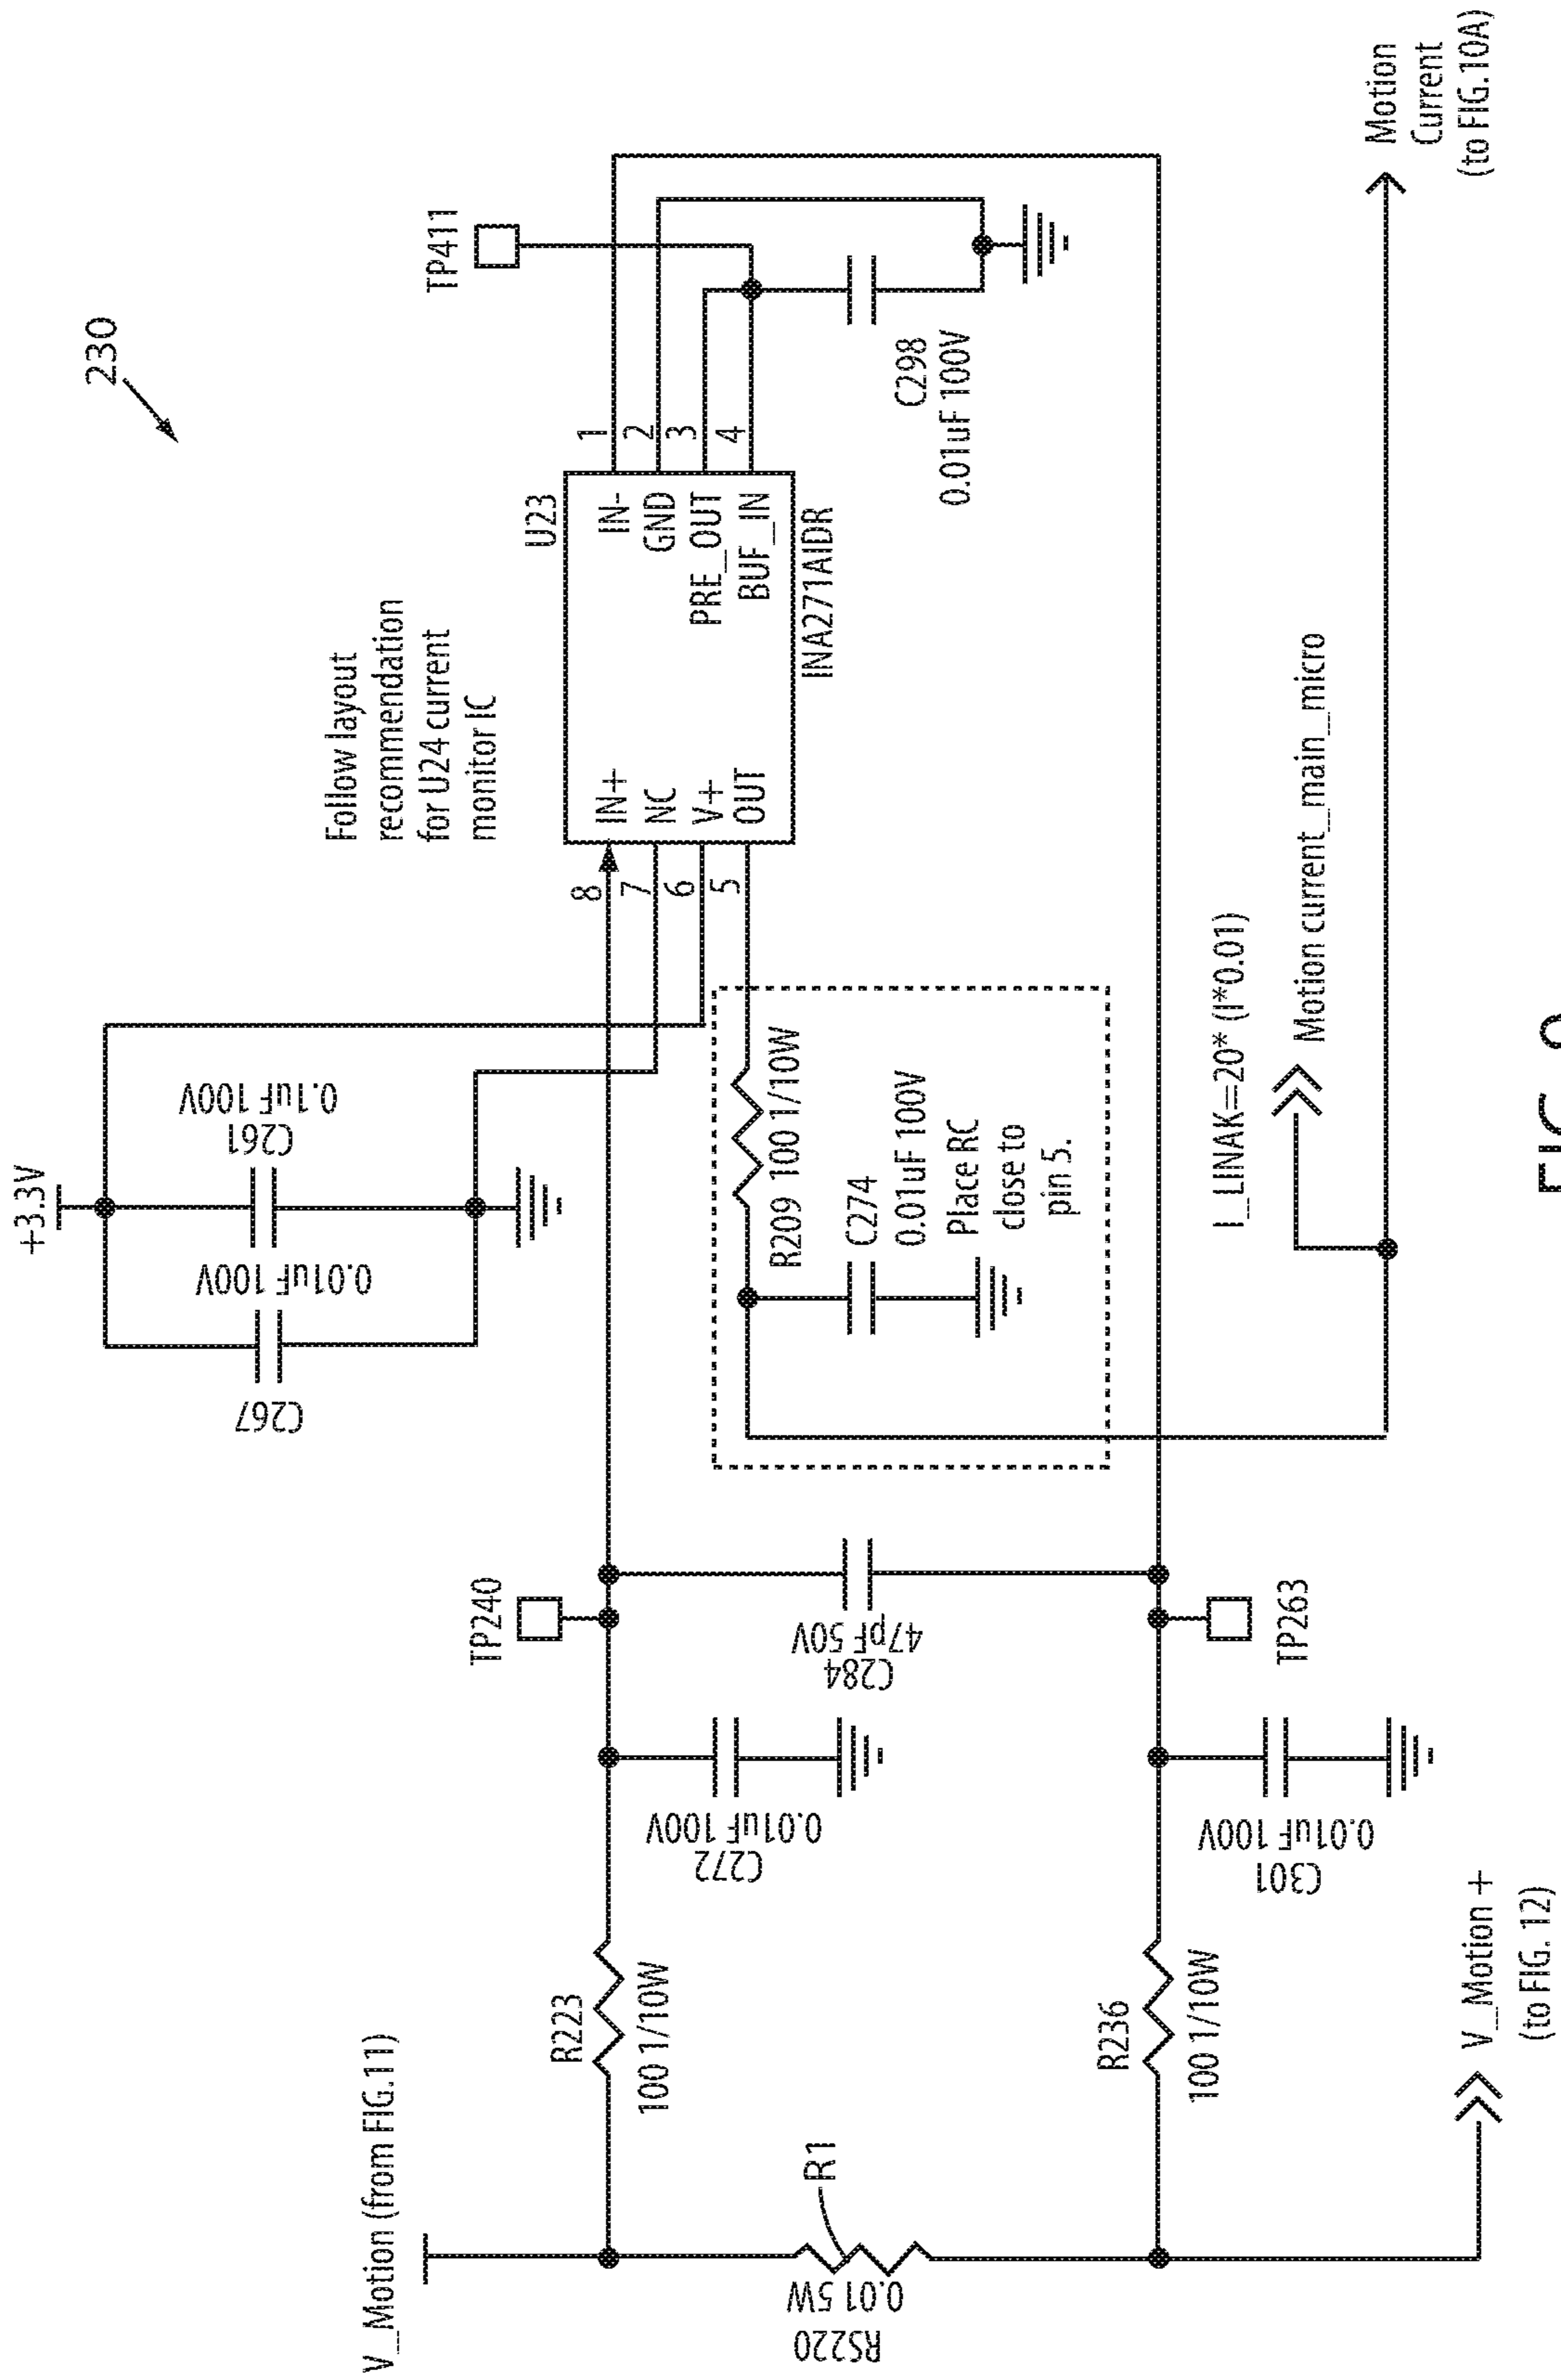 230
+3.3V
C267
0.01uF 100V
C261
0.1uF 100V
Follow layout
recommendation
for U24 current
monitor IC
TP411
V_Motion (from FIG.11)
R223
100 1/10W
C272
0.01uF 100V
TP240
C284
47pF 50V
8
7
6
5
IN+
NC
V+
OUT
U23
IN-
GND
PRE_OUT
BUF_IN
INA271AIDR
1
2
3
4
C298
0.01uF 100V
R209 100 1/10W
C274
0.01uF 100V
Place RC
close to
pin 5.
RS220
0.01 5W
R1
R236
100 1/10W
C301
0.01uF 100V
TP263
I_LINAK=20* (I*0.01)
Motion current_main_micro
Motion
Current
(to FIG.10A)
V_Motion +
(to FIG. 12)
FIG.